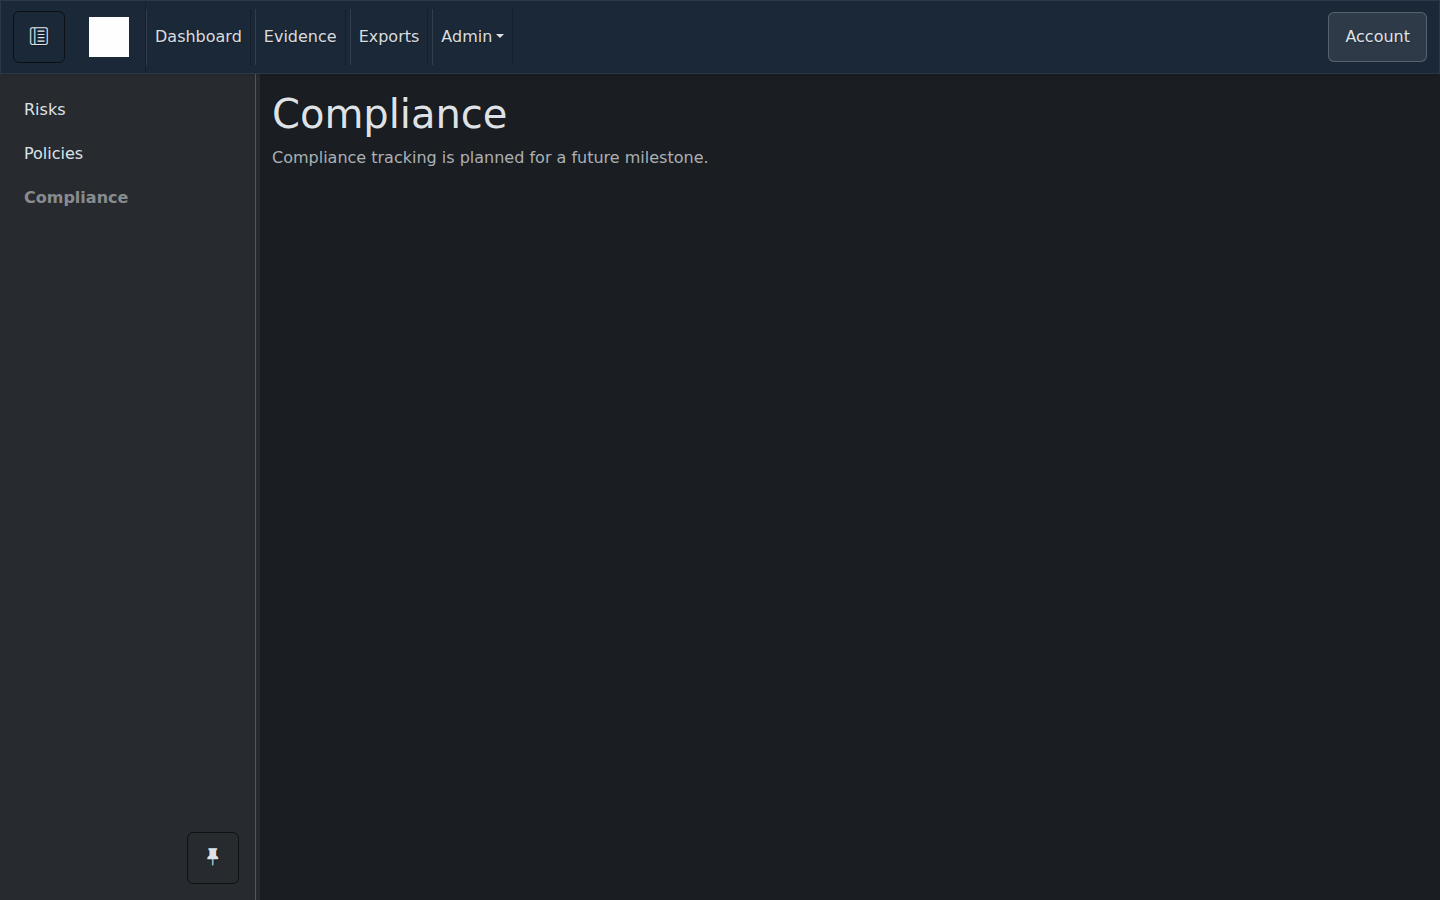 Dashboard
Evidence
Exports
Admin
Account
Risks
Policies
Compliance
Compliance
Compliance tracking is planned for a future milestone.